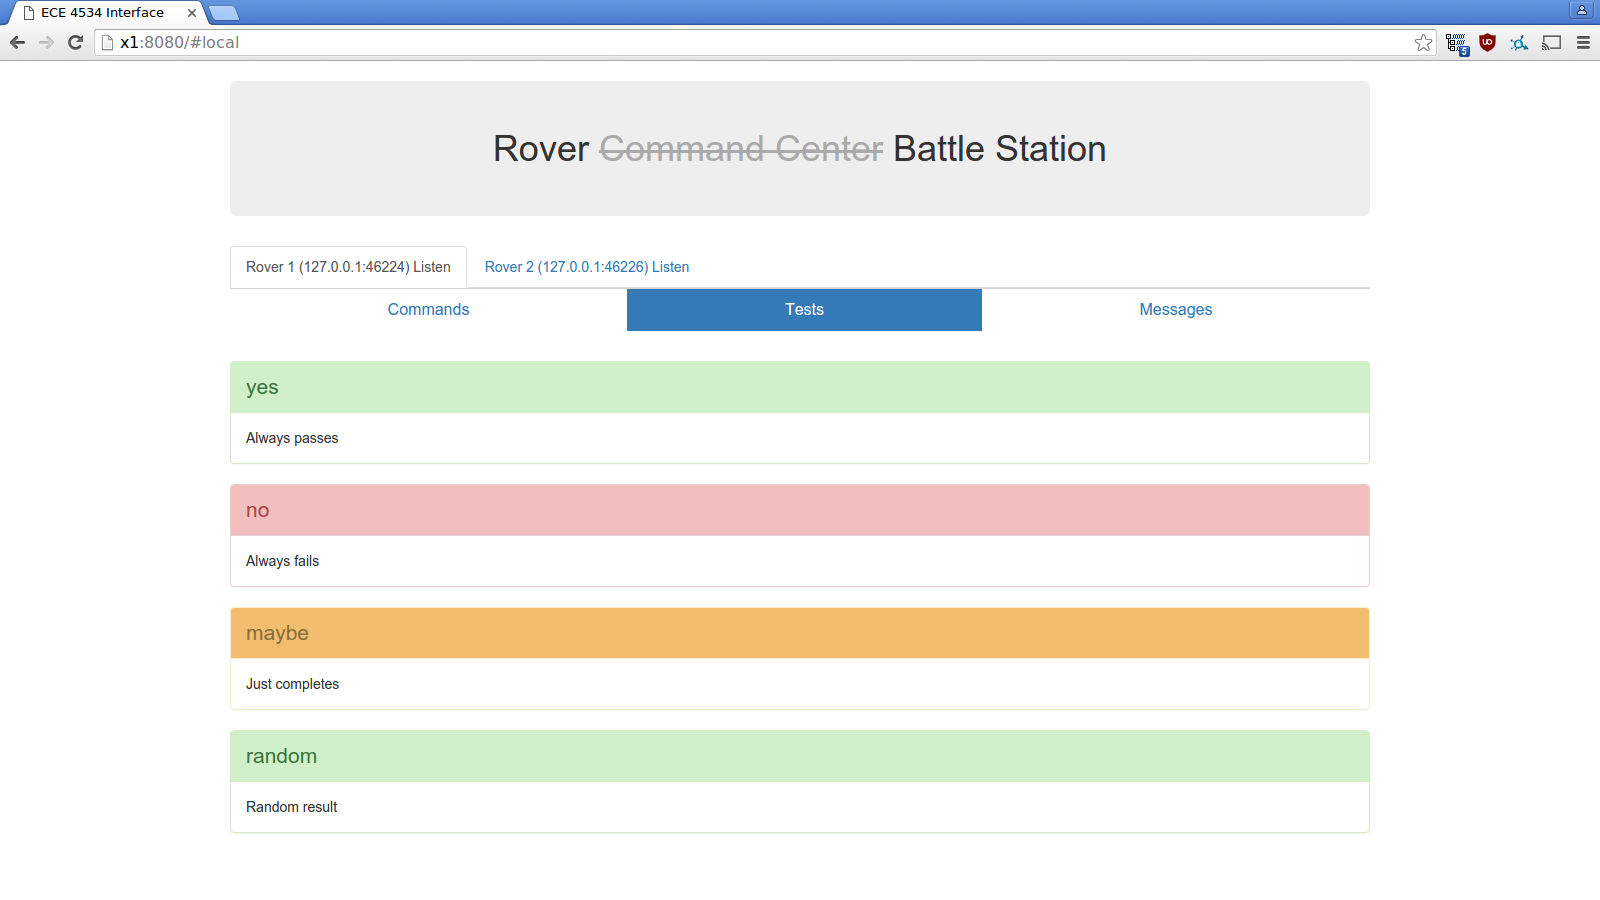 ECE 4534 Interface
x1:8080/#local
5
Rover Command Center Battle Station
Rover 1 (127.0.0.1:46224) Listen
Rover 2 (127.0.0.1:46226) Listen
Commands
Tests
Messages
yes
Always passes
no
Always fails
maybe
Just completes
random
Random result